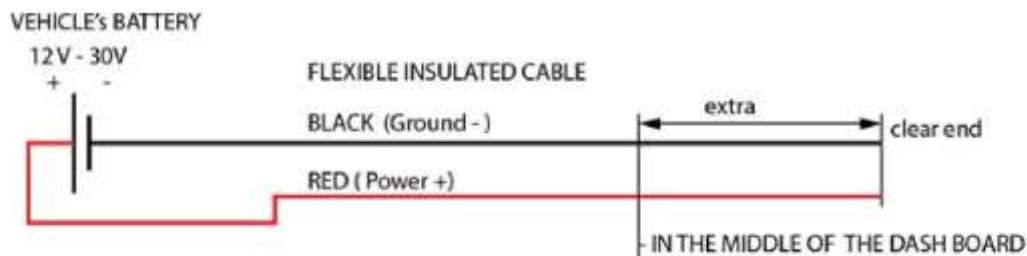 VEHICLE's BATTERY
12V - 30V
+ -
FLEXIBLE INSULATED CABLE
BLACK (Ground - )
extra
clear end
RED ( Power +)
- IN THE MIDDLE OF THE DASH BOARD